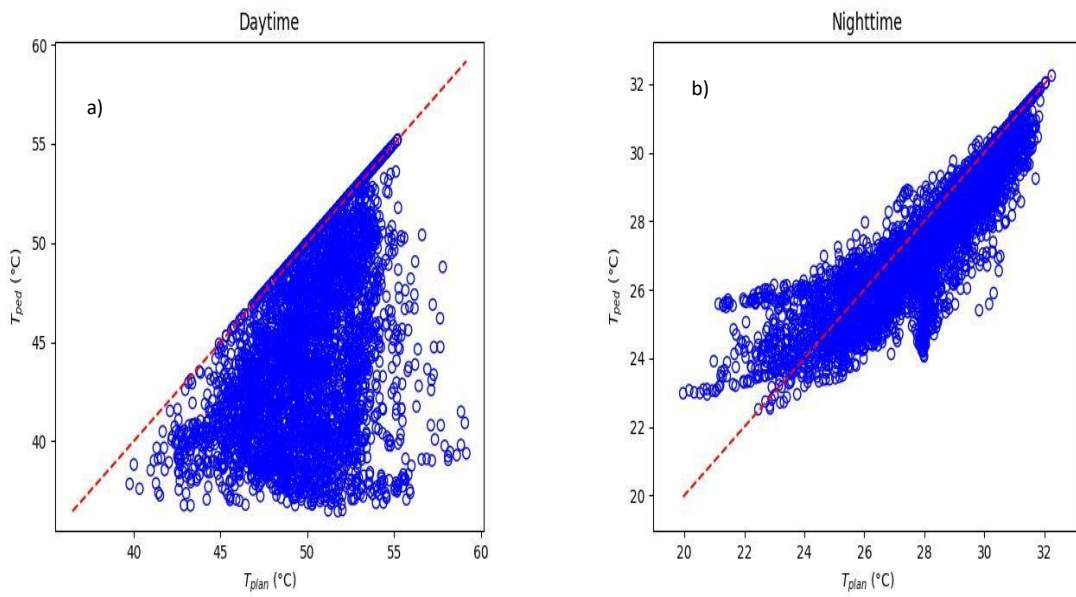 Daytime
a)
60
55
50
45
40
T_ped (°C)
40 45 50 55 60
T_plan (°C)
Nighttime
b)
32
30
28
26
24
22
20
T_ped (°C)
20 22 24 26 28 30 32
T_plan (°C)